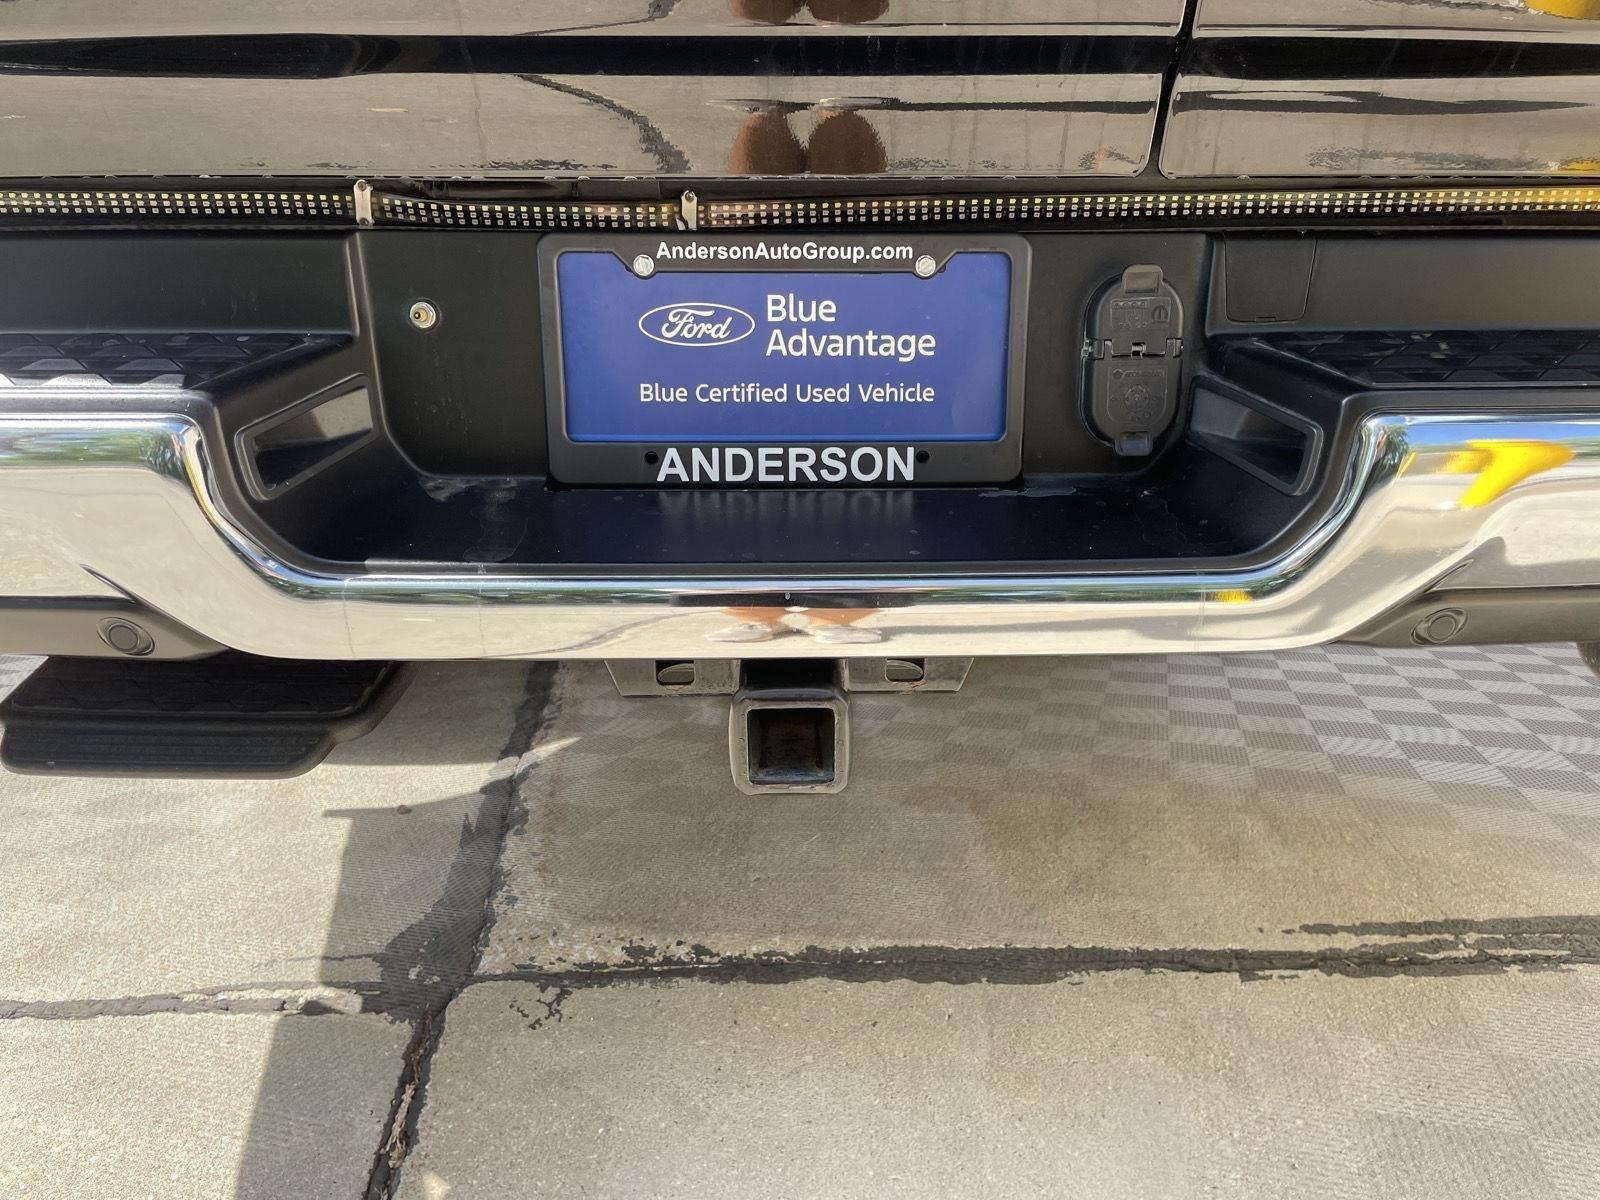 AndersonAutoGroup.com
Ford
Blue
Advantage
Blue Certified Used Vehicle
ANDERSON